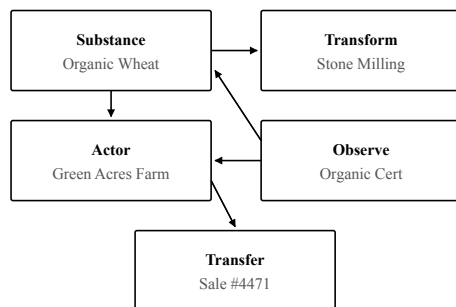 Substance
Organic Wheat
Transform
Stone Milling
Actor
Green Acres Farm
Observe
Organic Cert
Transfer
Sale #4471